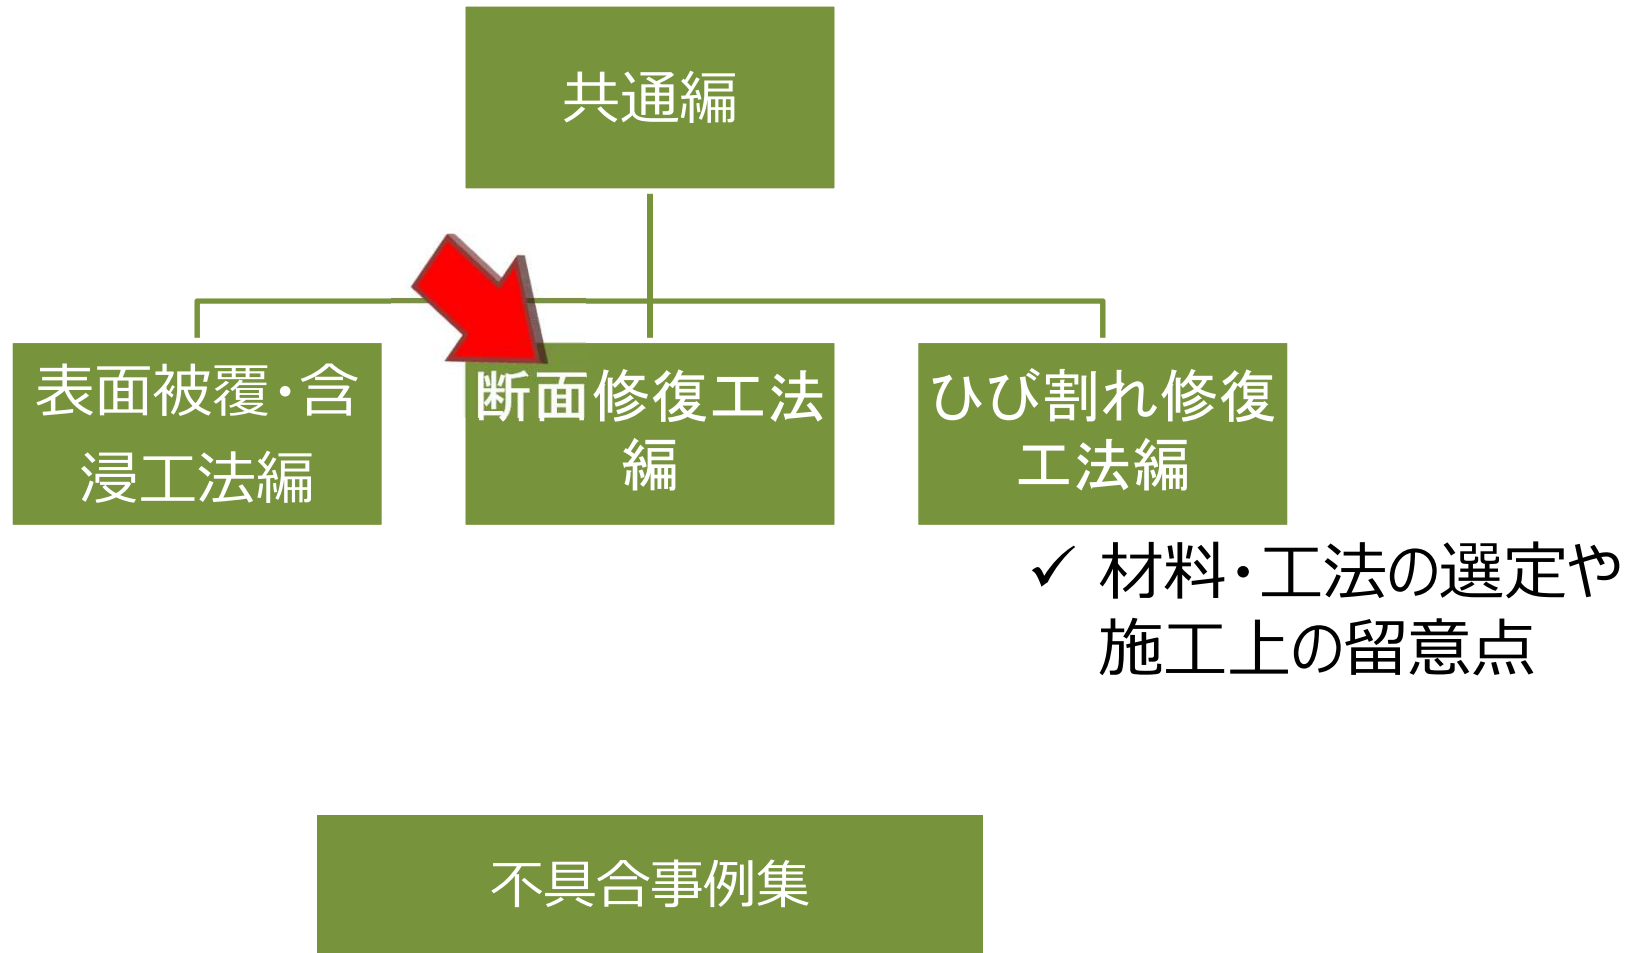 共通編
表面被覆・含
浸工法編
断面修復工法
編
ひび割れ修復
工法編
✓ 材料・工法の選定や
施工上の留意点
不具合事例集